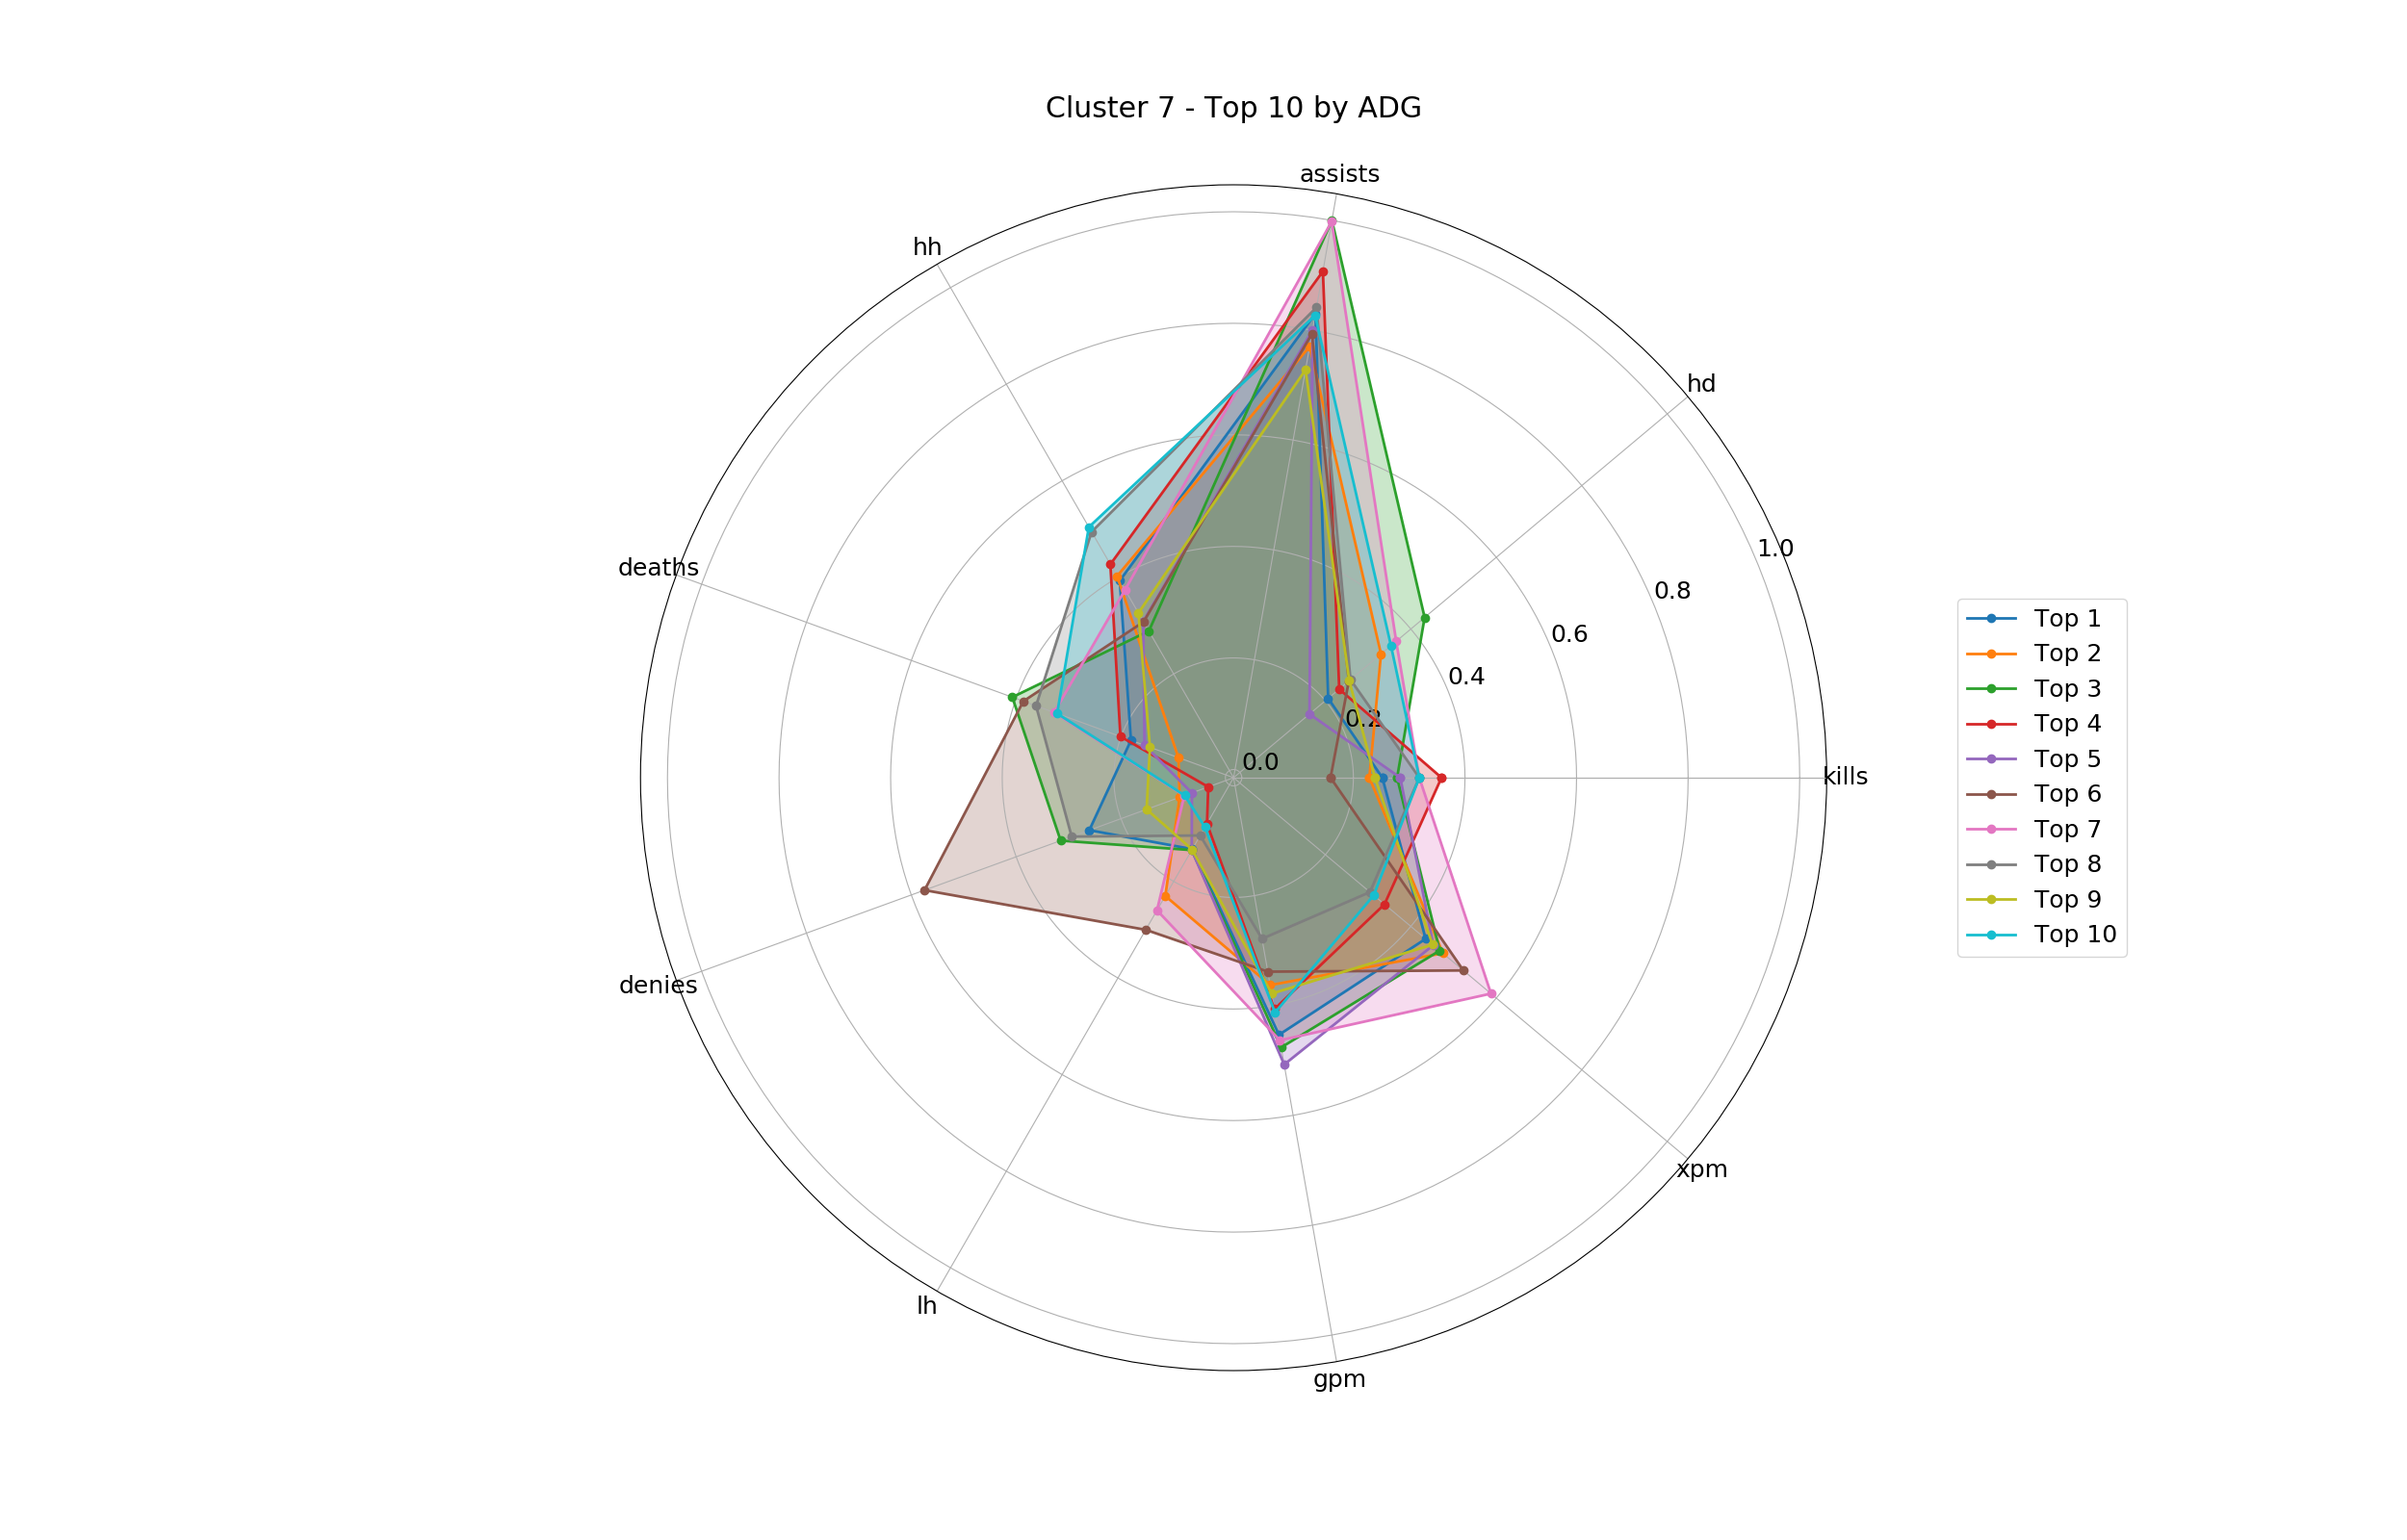 Cluster 7 - Top 10 by ADG
assists
hh
hd
deaths
kills
denies
xpm
lh
gpm
0.0
0.2
0.4
0.6
0.8
1.0
Top 1
Top 2
Top 3
Top 4
Top 5
Top 6
Top 7
Top 8
Top 9
Top 10